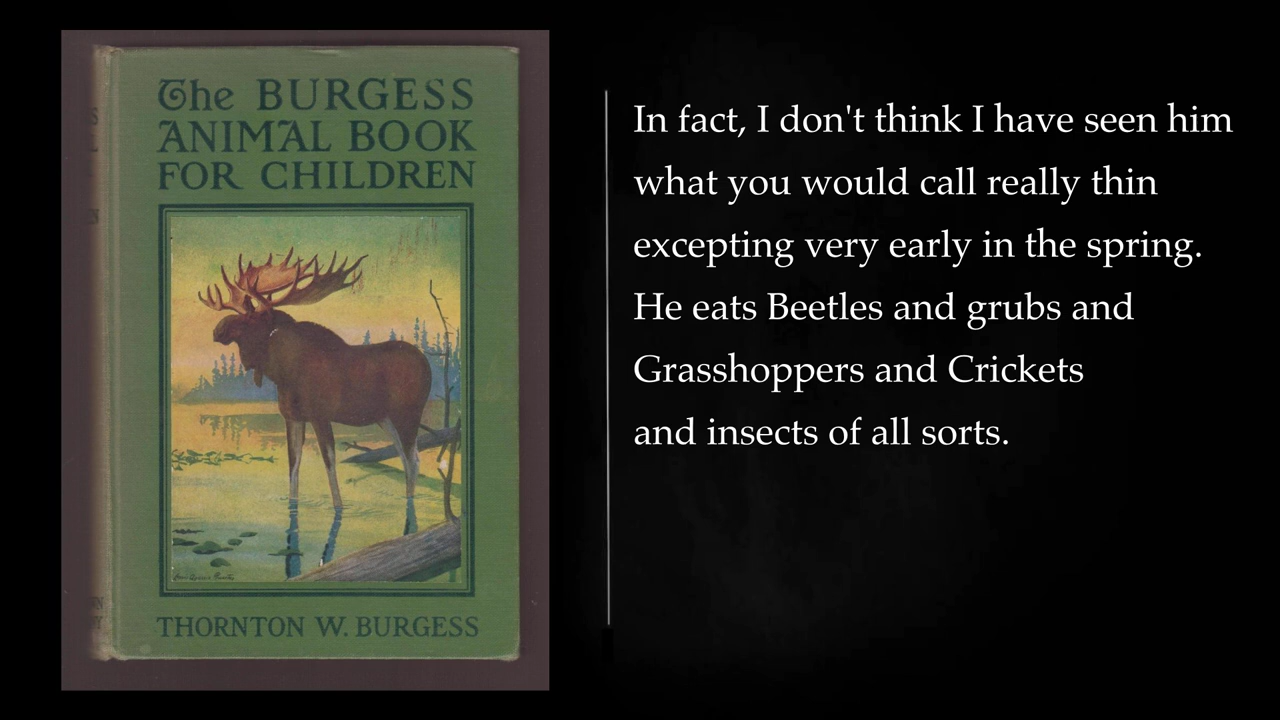 The BURGESS
ANIMAL BOOK
FOR CHILDREN
THORNTON W. BURGESS
In fact, I don't think I have seen him
what you would call really thin
excepting very early in the spring.
He eats Beetles and grubs and
Grasshoppers and Crickets
and insects of all sorts.